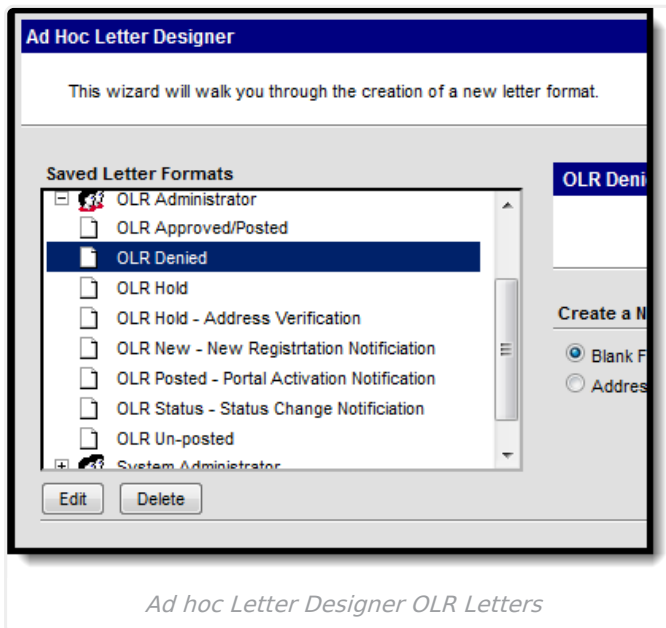 Ad Hoc Letter Designer
This wizard will walk you through the creation of a new letter format.
Saved Letter Formats
OLR Administrator
OLR Approved/Posted
OLR Denied
OLR Hold
OLR Hold - Address Verification
OLR New - New Registrtation Notificiation
OLR Posted - Portal Activation Notification
OLR Status - Status Change Notificiation
OLR Un-posted
System Administrator
Edit Delete
OLR Deni
Create a N
Blank F
Addres
Ad hoc Letter Designer OLR Letters